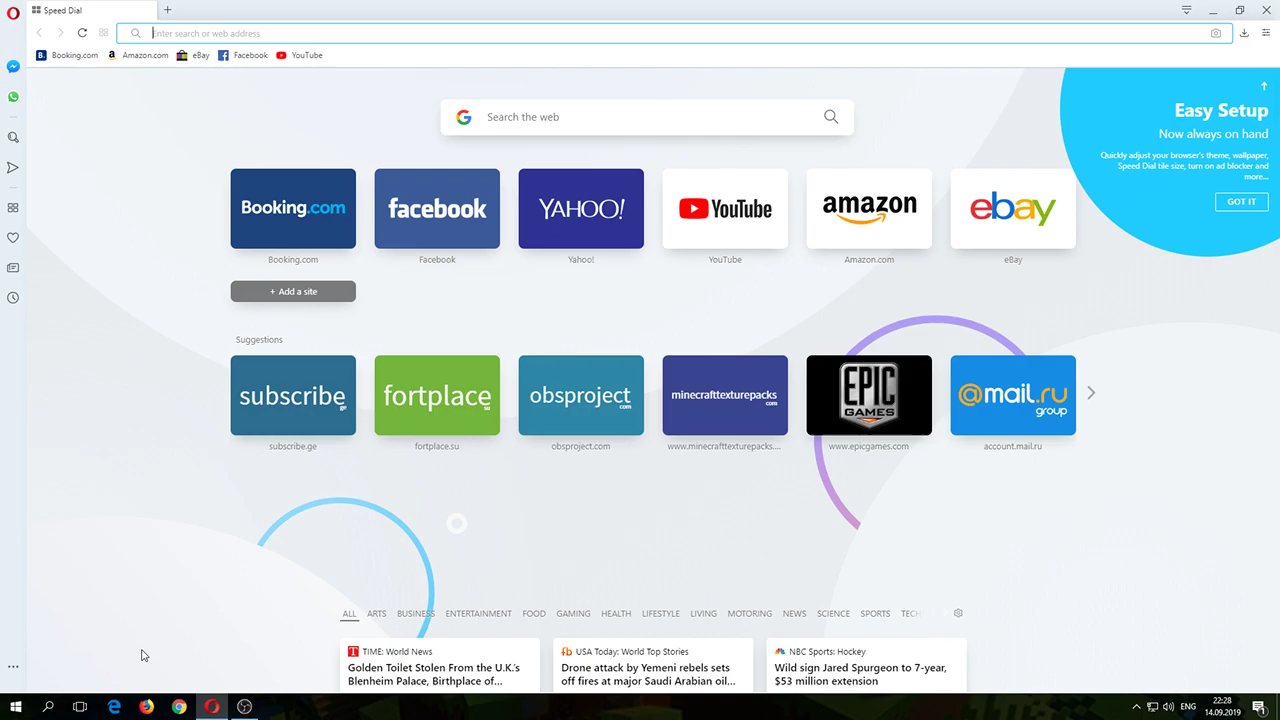 Speed Dial
Enter search or web address
Booking.com Amazon.com eBay Facebook YouTube
Easy Setup
Now always on hand
Quickly adjust your browser's theme, wallpaper,
Speed Dial tile size, turn on ad blocker and
more...
GOT IT
Search the web
Booking.com facebook YAHOO! YouTube amazon ebay
Booking.com Facebook Yahoo! YouTube Amazon.com eBay
+ Add a site
Suggestions
subscribe ge fortplace su obsproject com minecrafttexturepacks com EPIC GAMES @mail.ru group
subscribe.ge fortplace.su obsproject.com www.minecrafttexturepacks.... www.epicgames.com account.mail.ru
ALL ARTS BUSINESS ENTERTAINMENT FOOD GAMING HEALTH LIFESTYLE LIVING MOTORING NEWS SCIENCE SPORTS TECH
TIME: World News
Golden Toilet Stolen From the U.K.'s
Blenheim Palace, Birthplace of...
USA Today: World Top Stories
Drone attack by Yemeni rebels sets
off fires at major Saudi Arabian oil...
NBC Sports: Hockey
Wild sign Jared Spurgeon to 7-year,
$53 million extension
ENG
22:28
14.09.2019
1